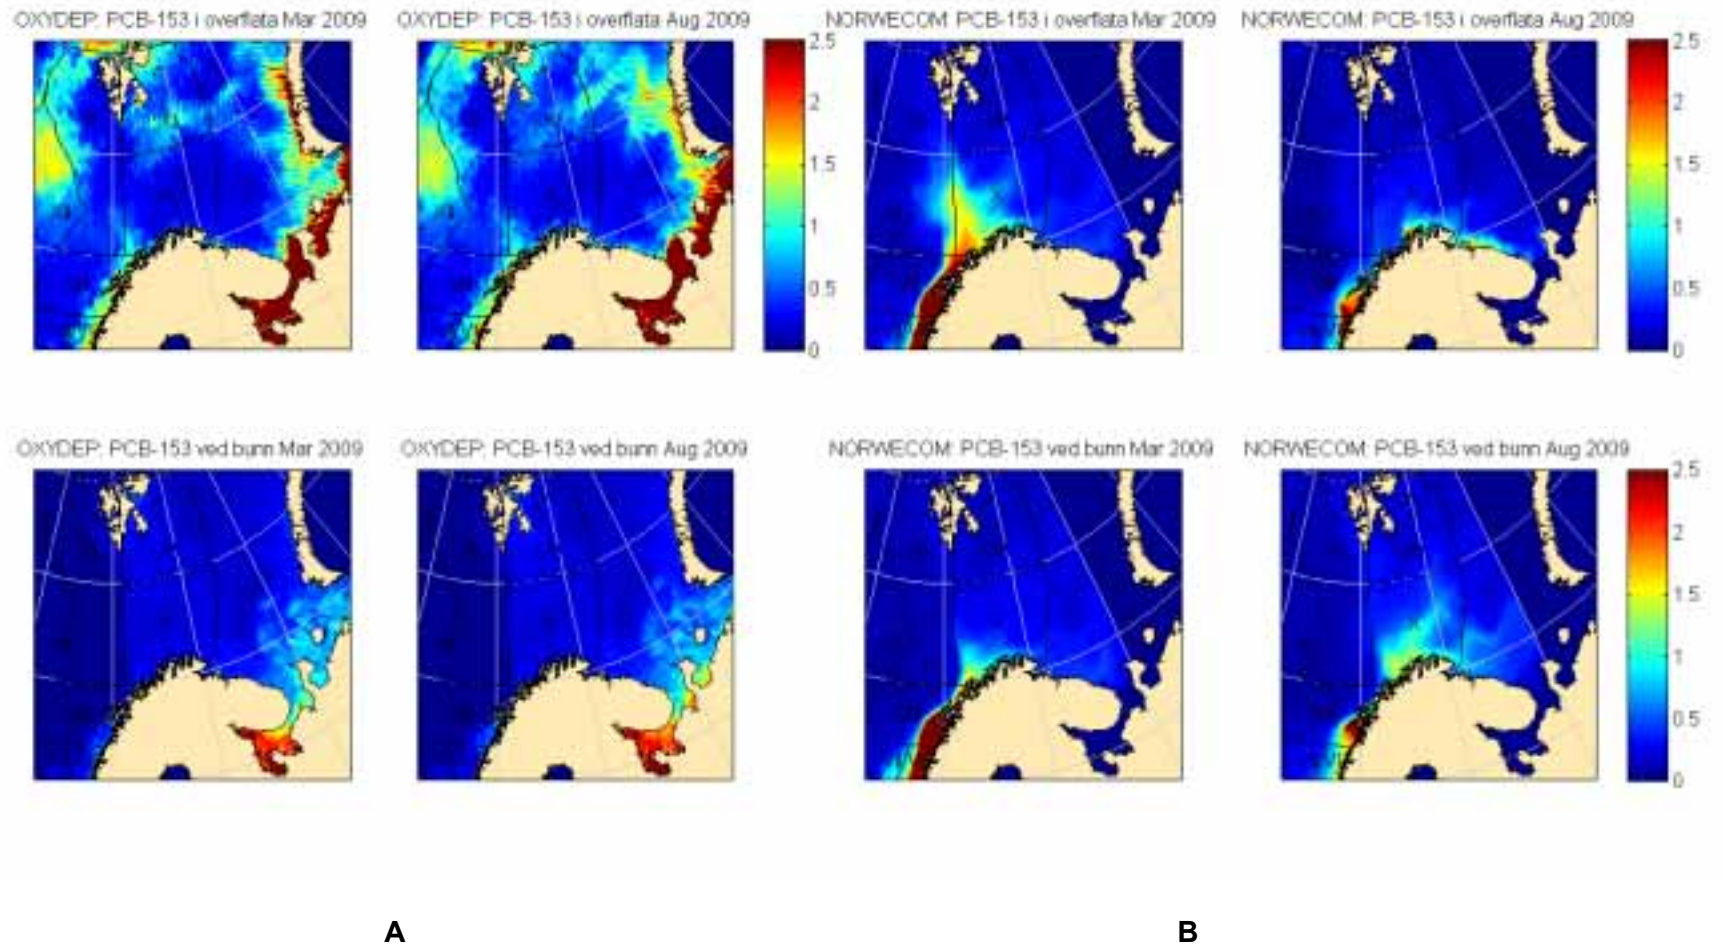 OXYDEP: PCB-153 i overflata Mar 2009
OXYDEP: PCB-153 i overflata Aug 2009
NORWECOM: PCB-153 i overflata Mar 2009
NORWECOM: PCB-153 i overflata Aug 2009
2.5
2
1.5
1
0.5
0
2.5
2
1.5
1
0.5
0
OXYDEP: PCB-153 ved bunn Mar 2009
OXYDEP: PCB-153 ved bunn Aug 2009
NORWECOM: PCB-153 ved bunn Mar 2009
NORWECOM: PCB-153 ved bunn Aug 2009
2.5
2
1.5
1
0.5
0
A
B